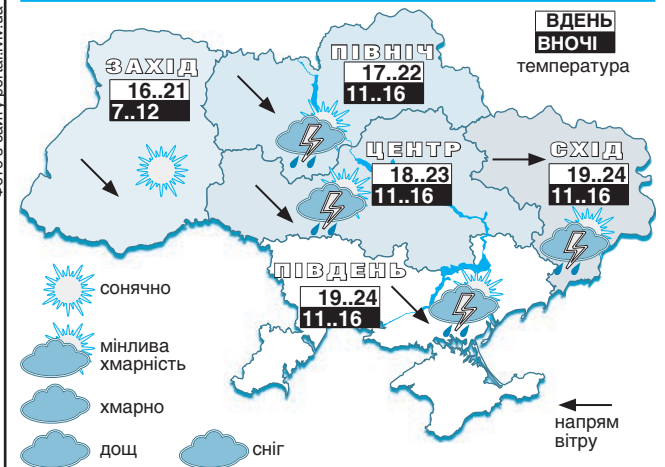 ВДЕНЬ
ВНОЧІ
температура
ПІВНІЧ
17..22
11..16
ЗАХІД
16..21
7..12
ЦЕНТР
18..23
11..16
СХІД
19..24
11..16
ПІВДЕНЬ
19..24
11..16
сонячно
мінлива
хмарність
хмарно
дощ
сніг
напрям
вітру